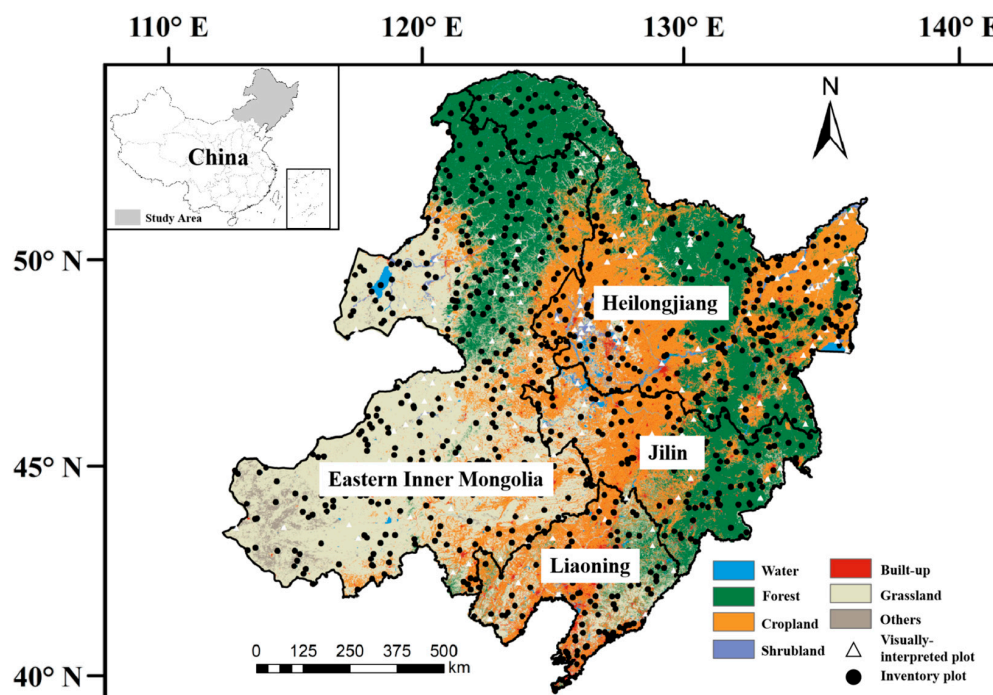 110° E
120° E
130° E
140° E
N
China
Study Area
50° N
Heilongjiang
Jilin
45° N
Eastern Inner Mongolia
Liaoning
Water
Forest
Cropland
Shrubland
Built-up
Grassland
Others
Visually-
interpreted plot
Inventory plot
0 125 250 375 500
km
40° N